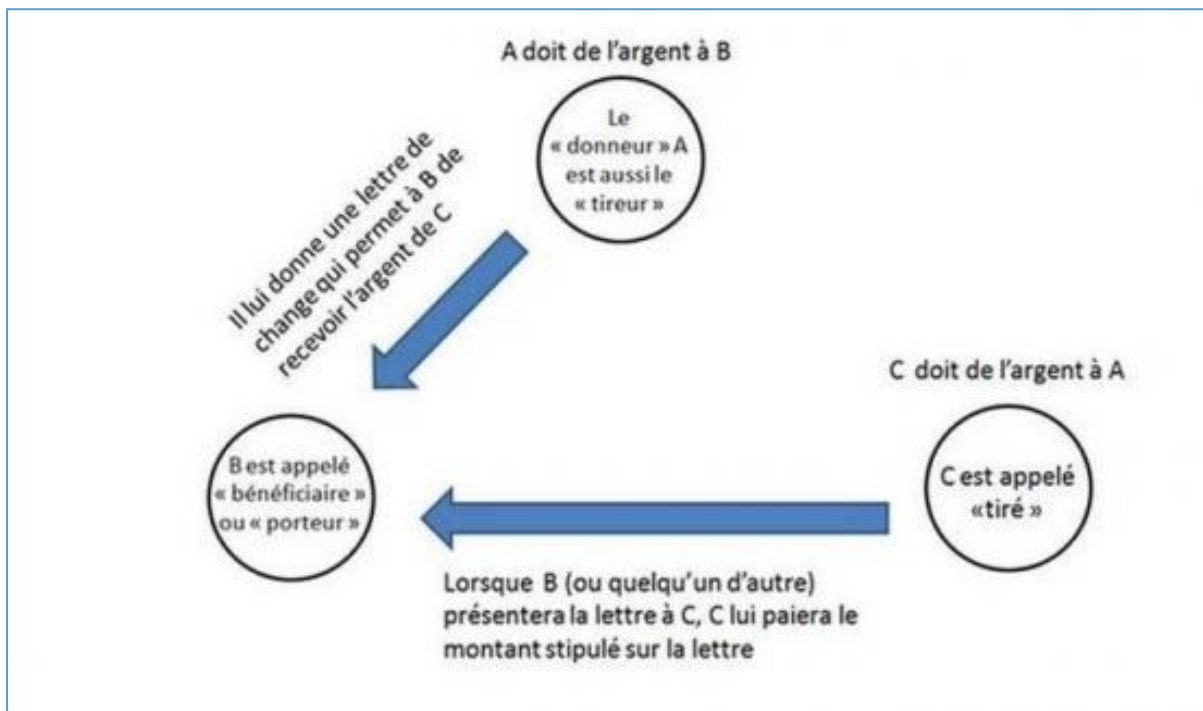 A doit de l'argent à B
Le
« donneur » A
est aussi le
« tireur »
Il lui donne une lettre de
change qui permet à B de
recevoir l'argent de C
C doit de l'argent à A
B est appelé
« bénéficiaire »
ou « porteur »
C est appelé
«tiré »
Lorsque B (ou quelqu'un d'autre)
présentera la lettre à C, C lui paiera le
montant stipulé sur la lettre